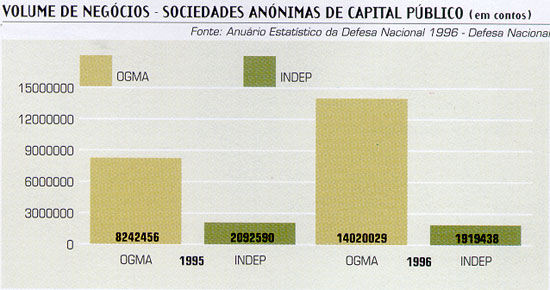 VOLUME DE NEGÓCIOS - SOCIEDADES ANÓNIMAS DE CAPITAL PÚBLICO (em contos)
Fonte: Anuário Estatístico da Defesa Nacional 1996 - Defesa Nacional
OGMA INDEP
15000000
12000000
9000000
6000000
3000000
0
8242456 2092590 14020029 1919438
OGMA 1995 INDEP OGMA 1996 INDEP